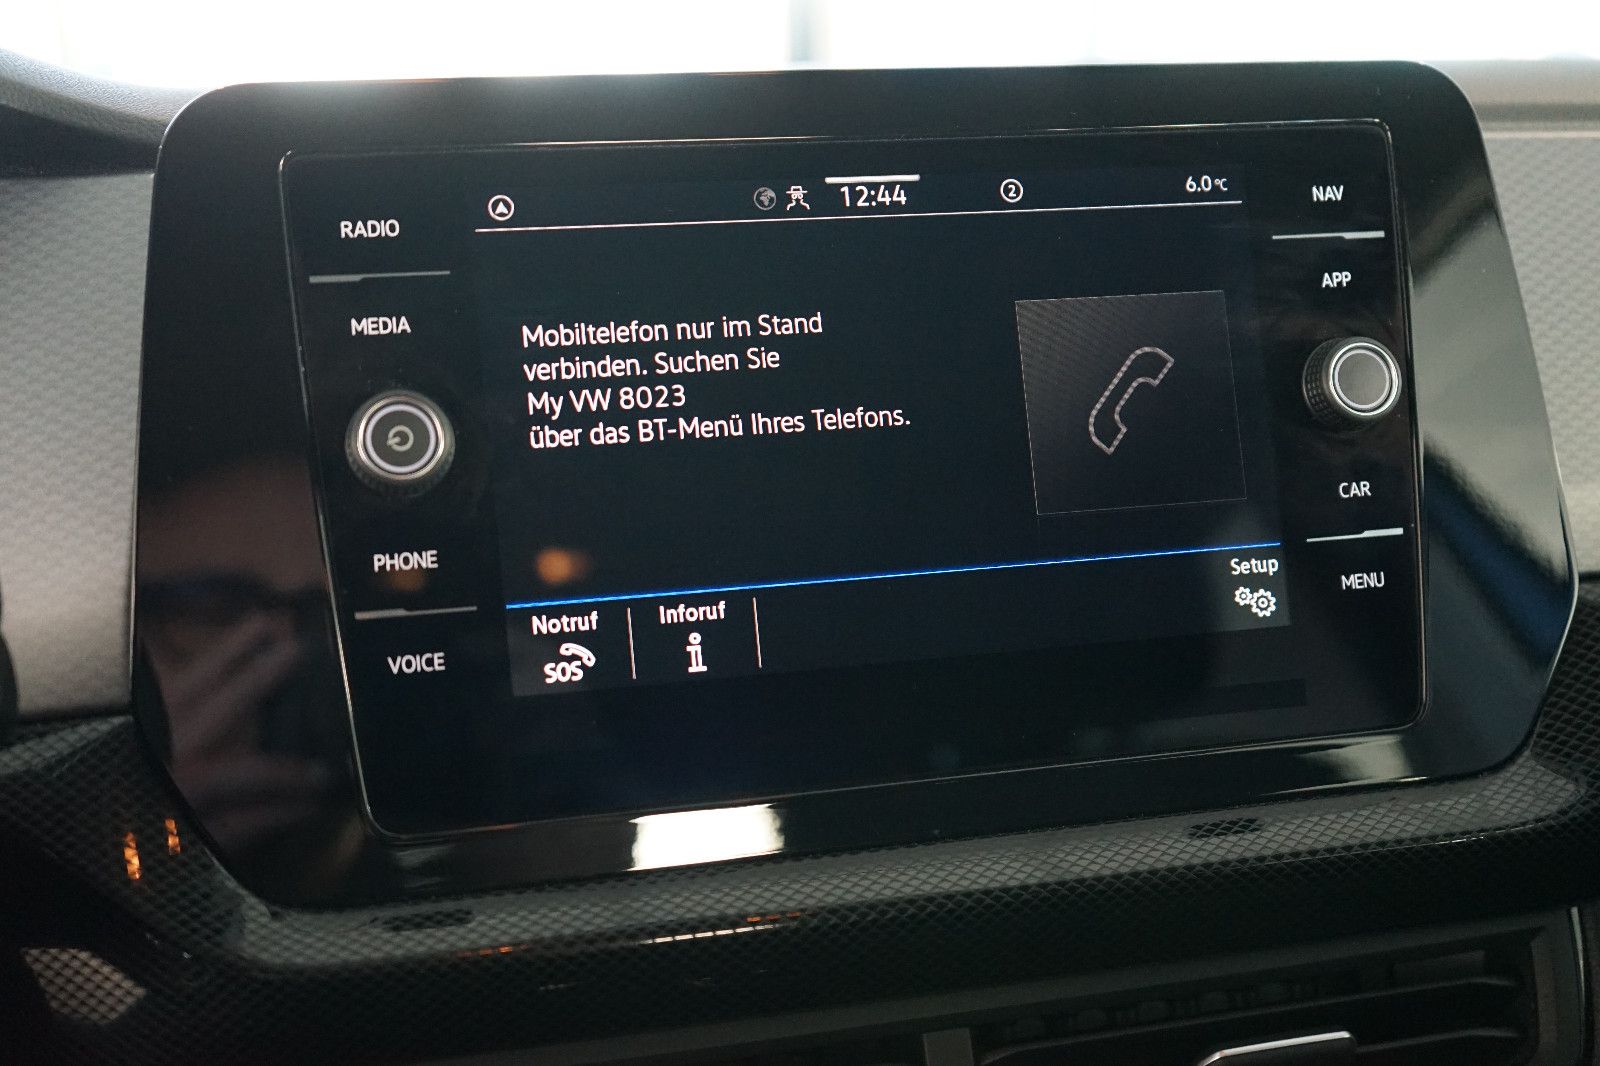 RADIO
MEDIA
PHONE
VOICE
12:44
2
6.0°C
Mobiltelefon nur im Stand
verbinden. Suchen Sie
My VW 8023
über das BT-Menü Ihres Telefons.
Notruf
SOS
Inforuf
i
Setup
NAV
APP
CAR
MENU